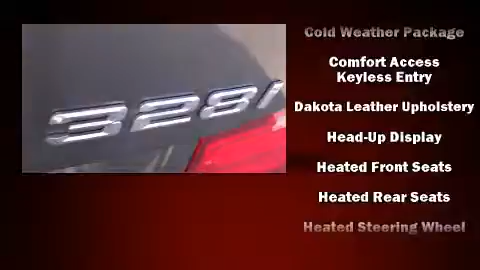 328i
Cold Weather Package
Comfort Access
Keyless Entry
Dakota Leather Upholstery
Head-Up Display
Heated Front Seats
Heated Rear Seats
Heated Steering Wheel